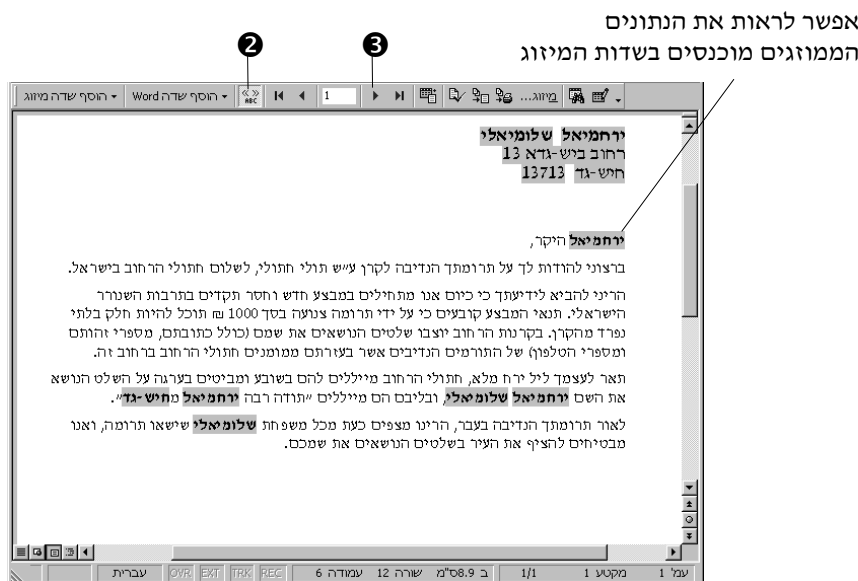 אפשר לראות את הנתונים
הממוזגים מוכנסים בשדות המיזוג
❷ ❸
הוסף שדה מיזוג הוסף שדה Word «» ABC 1 מיזוג...
ירחמיאל שלומיאלי
רחוב ביש-גדא 13
חיש-גד 13713
ירחמיאל היקר,
ברצוני להודות לך על תרומתך הנדיבה לקרן ע״ש תולי חתולי, לשלום חתולי הרחוב בישראל.
הריני להביא לידיעתך כי כיום אנו מתחילים במבצע חדש וחסר תקדים בתרבות השנורר
הישראלי. תנאי המבצע קובעים כי על ידי תרומה צנועה בסך 1000 ₪ תוכל להיות חלק בלתי
נפרד מהקרן. בקרנות הרחוב יוצבו שלטים הנושאים את שמם (כולל כתובתם, מספרי זהותם
ומספרי הטלפון) של התורמים הנדיבים אשר בעזרתם ממומנים חתולי הרחוב ברחוב זה.
תאר לעצמך ליל ירח מלא, חתולי הרחוב מייללים להם בשובע ומביטים בערגה על השלט הנושא
את השם ירחמיאל שלומיאלי, ובליבם הם מייללים ״תודה רבה ירחמיאל מחיש-גד״.
לאור תרומתך הנדיבה בעבר, הרינו מצפים כעת מכל משפחת שלומיאלי שישאו תרומה, ואנו
מבטיחים להציף את העיר בשלטים הנושאים את שמכם.
עמ' 1 מקטע 1 1/1 ב 8.9ס"מ שורה 12 עמודה 6 REC TRK EXT OVR עברית